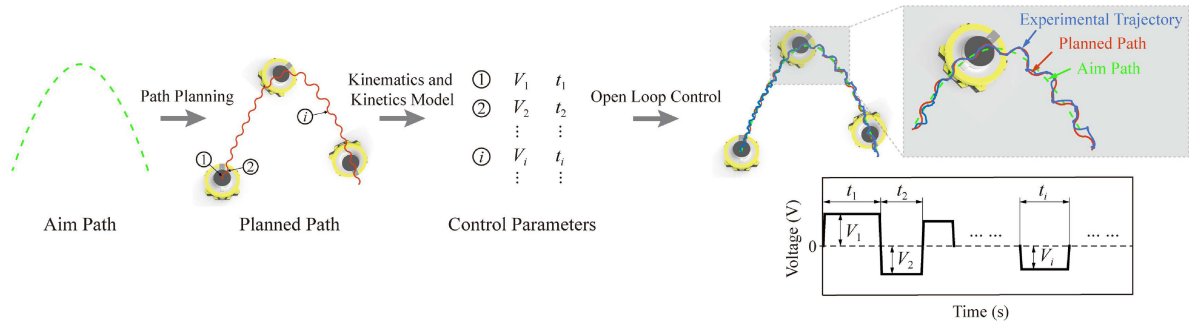 Aim Path
Path Planning
①
②
ⓘ
Planned Path
Kinematics and
Kinetics Model
① V₁ t₁
② V₂ t₂
⋮ ⋮
ⓘ Vᵢ tᵢ
⋮ ⋮
Control Parameters
Open Loop Control
Experimental Trajectory
Planned Path
Aim Path
Voltage (V)
0
t₁ t₂ tᵢ
V₁ V₂ ... ... Vᵢ ... ...
Time (s)